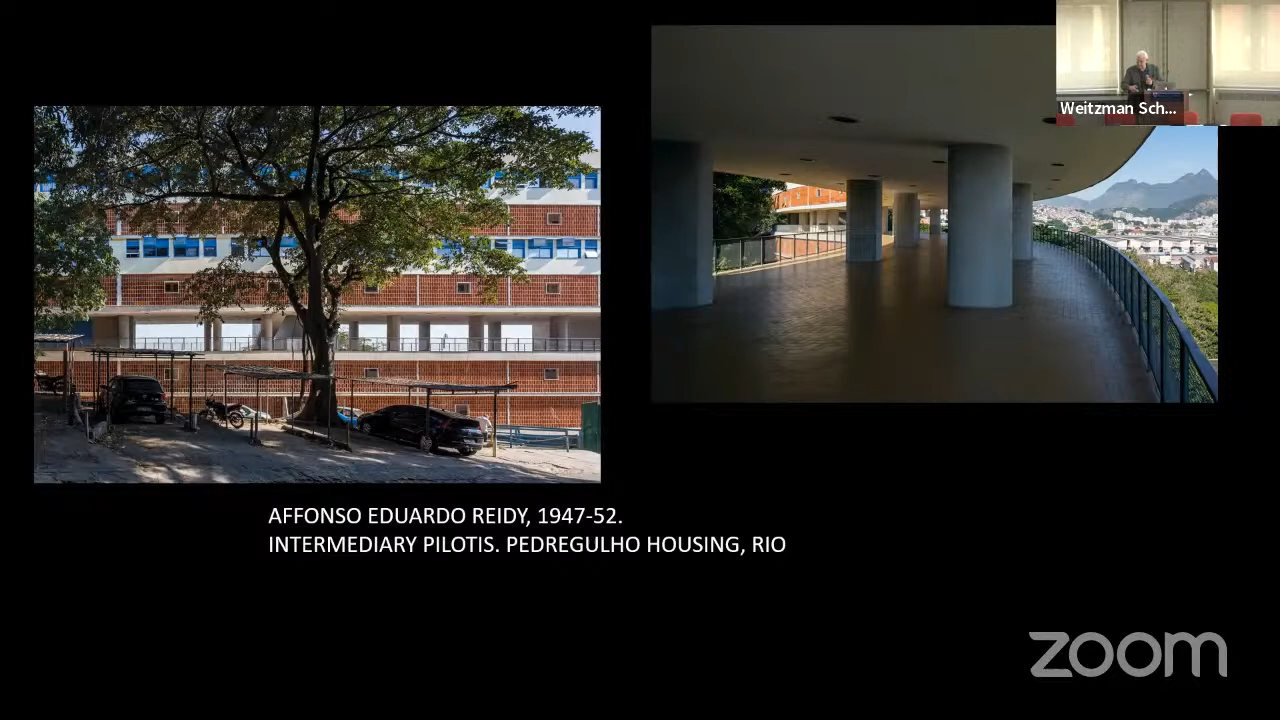 Weitzman Sch...
AFFONSO EDUARDO REIDY, 1947-52.
INTERMEDIARY PILOTIS. PEDREGULHO HOUSING, RIO
zoom